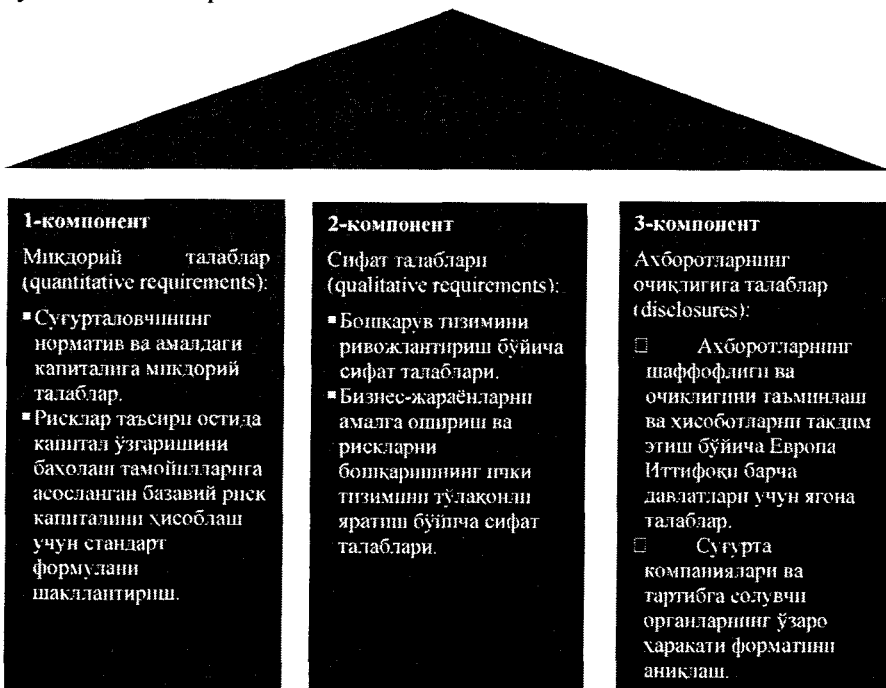 1-компонент
Миқдорий талаблар
(quantitative requirements):
▪ Суғурталовчининг
норматив ва амалдаги
капиталига миқдорий
талаблар.
▪ Рисклар таъсири остида
капитал ўзгаришини
баҳолаш тамойилларига
асосланган базавий риск
капиталини ҳисоблаш
учун стандарт
формулани
шакллантириш.
2-компонент
Сифат талаблари
(qualitative requirements):
▪ Бошқарув тизимини
ривожлантириш бўйича
сифат талаблари.
▪ Бизнес-жараёнларни
амалга ошириш ва
рискларни
бошқаришнинг ички
тизимини тўлақонли
яратиш бўйича сифат
талаблари.
3-компонент
Ахборотларнинг
очиқлигига талаблар
(disclosures):
□ Ахборотларнинг
шаффофлиги ва
очиқлигини таъминлаш
ва ҳисоботларни тақдим
этиш бўйича Европа
Иттифоқи барча
давлатлари учун ягона
талаблар.
□ Суғурта
компаниялари ва
тартибга солувчи
органларнинг ўзаро
ҳаракати форматини
аниқлаш.